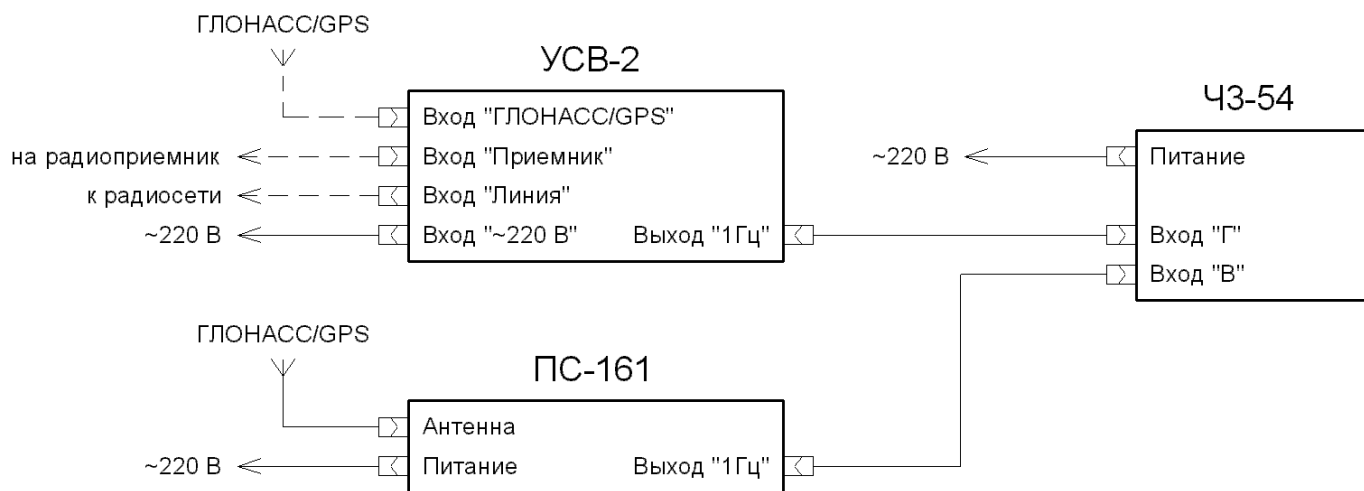 ГЛОНАСС/GPS
УСВ-2
Ч3-54
Вход "ГЛОНАСС/GPS"
на радиоприемник
Вход "Приемник"
~220 В
Питание
к радиосети
Вход "Линия"
~220 В
Вход "~220 В"
Выход "1Гц"
Вход "Г"
Вход "В"
ГЛОНАСС/GPS
ПС-161
Антенна
~220 В
Питание
Выход "1Гц"